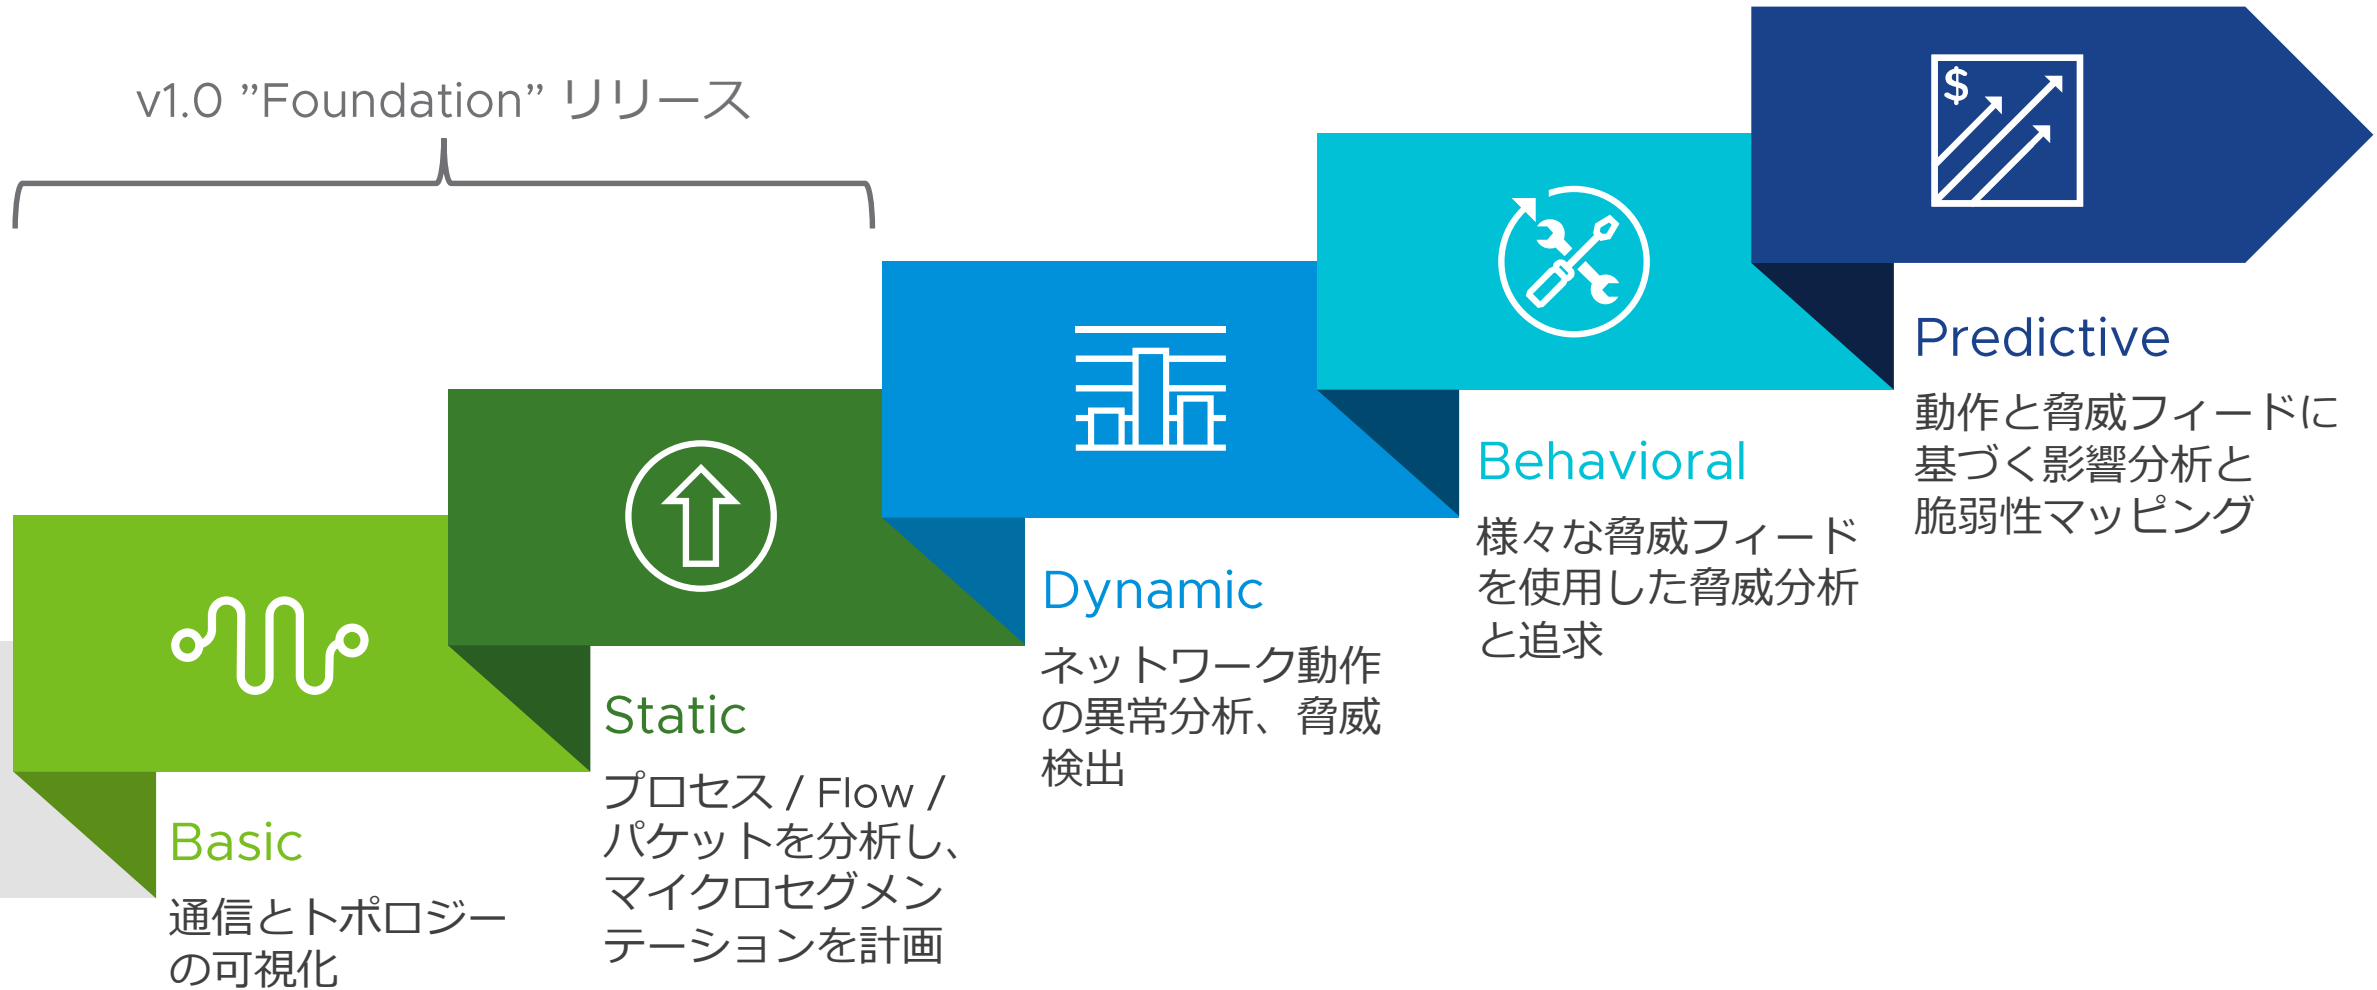 v1.0 ”Foundation” リリース
Basic
通信とトポロジー
の可視化
Static
プロセス / Flow /
パケットを分析し、
マイクロセグメン
テーションを計画
Dynamic
ネットワーク動作
の異常分析、脅威
検出
Behavioral
様々な脅威フィード
を使用した脅威分析
と追求
$
Predictive
動作と脅威フィードに
基づく影響分析と
脆弱性マッピング